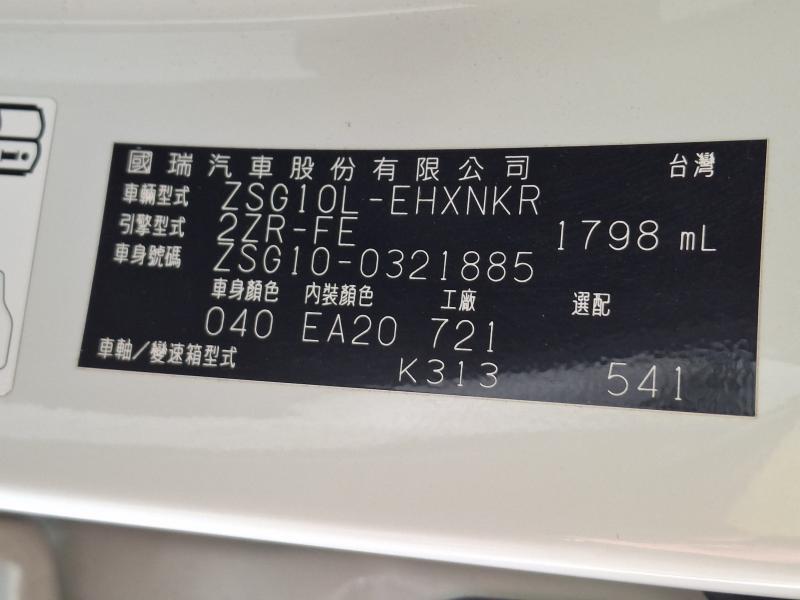 國瑞汽車股份有限公司 台灣
車輛型式 ZSG10L-EHXNKR
引擎型式 2ZR-FE 1798 mL
車身號碼 ZSG10-0321885
車身顏色 內裝顏色 工廠 選配
040 EA20 721
車軸/變速箱型式 K313 541